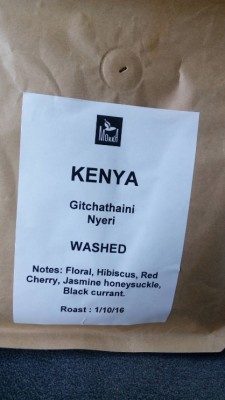 KENYA
Gitchathaini
Nyeri
WASHED
Notes: Floral, Hibiscus, Red
Cherry, Jasmine honeysuckle,
Black currant.
Roast : 1/10/16